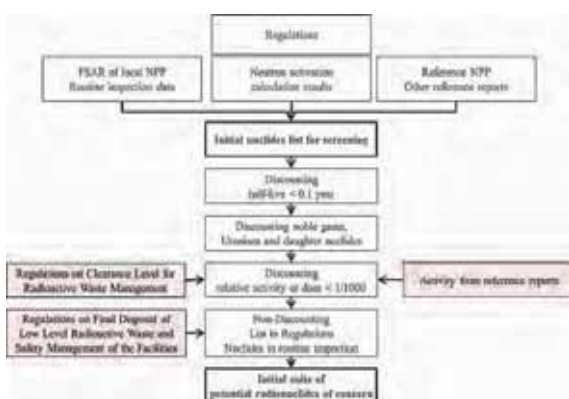 Regulations
FSAR of local NPP
Routine inspection data
Neutron activation
calculation results
Reference NPP
Other reference reports
Initial nuclides list for screening
Discounting
half-live < 0.1 year
Discounting noble gases,
Uranium and daughter nuclides
Regulations on Clearance Level for
Radioactive Waste Management
Discounting
relative activity or dose < 1/1000
Activity from reference reports
Regulations on Final Disposal of
Low Level Radioactive Waste and
Safety Management of the Facilities
Non-Discounting
List in Regulations
Nuclides in routine inspection
Initial suite of
potential radionuclides of concern